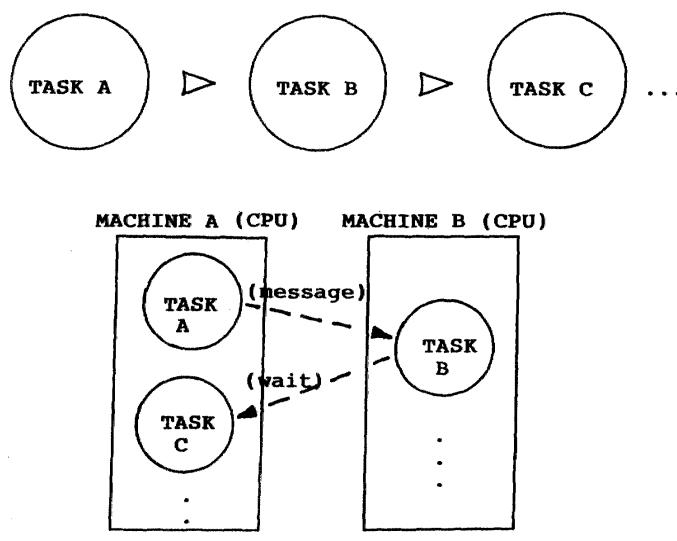 TASK A
TASK B
TASK C ...
MACHINE A (CPU)
MACHINE B (CPU)
TASK
A
(message)
TASK
B
(wait)
TASK
C